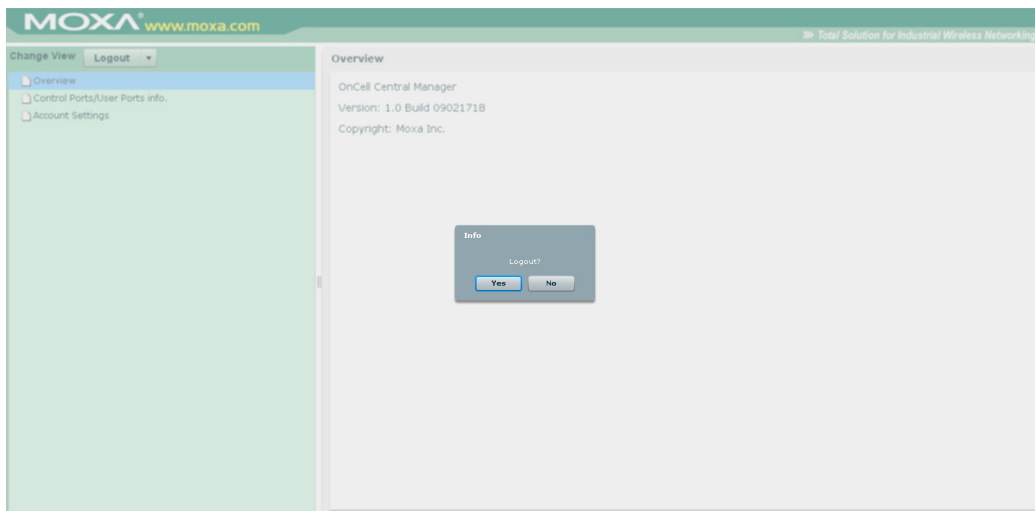 MOXA® www.moxa.com
Total Solution for Industrial Wireless Networking
Change View Logout
Overview
Control Ports/User Ports info.
Account Settings
Overview
OnCell Central Manager
Version: 1.0 Build 09021718
Copyright: Moxa Inc.
Info
Logout?
Yes No